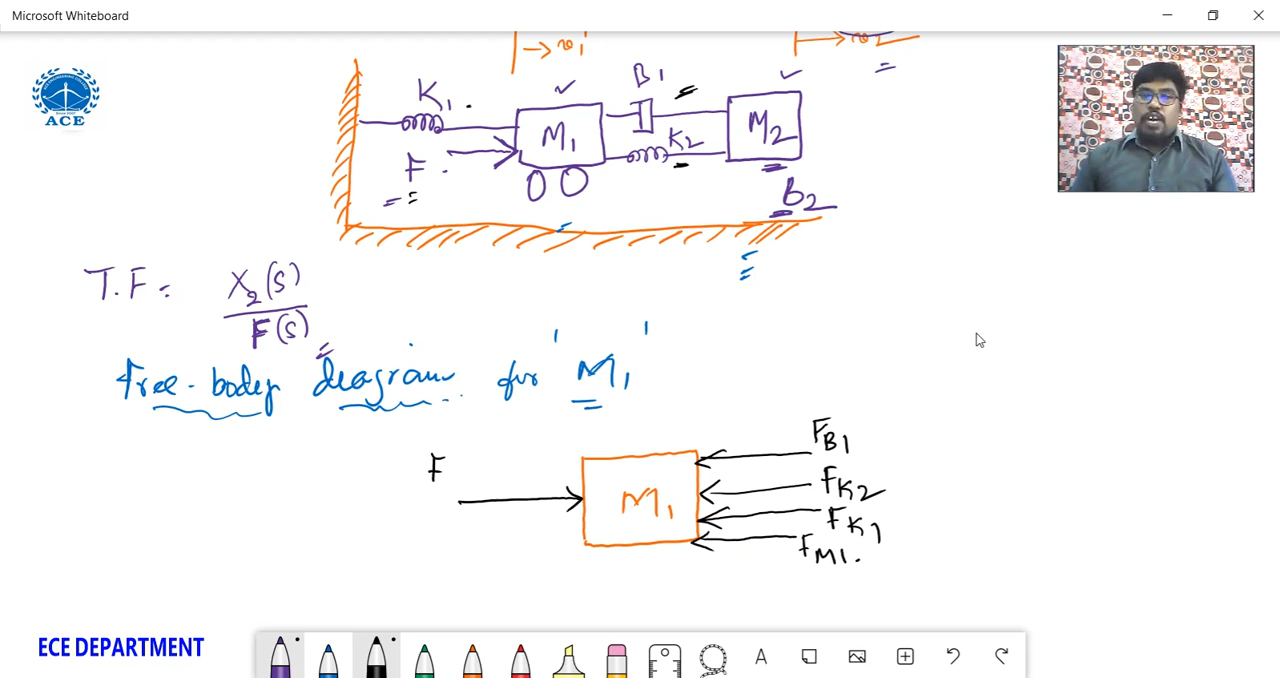 Microsoft Whiteboard
K1
B1
M1
M2
K2
F
B2
ACE
T.F = X2(S)
F(S)
free-body diagram for 'M1'
F
M1
FB1
FK2
FK1
FM1.
ECE DEPARTMENT
A